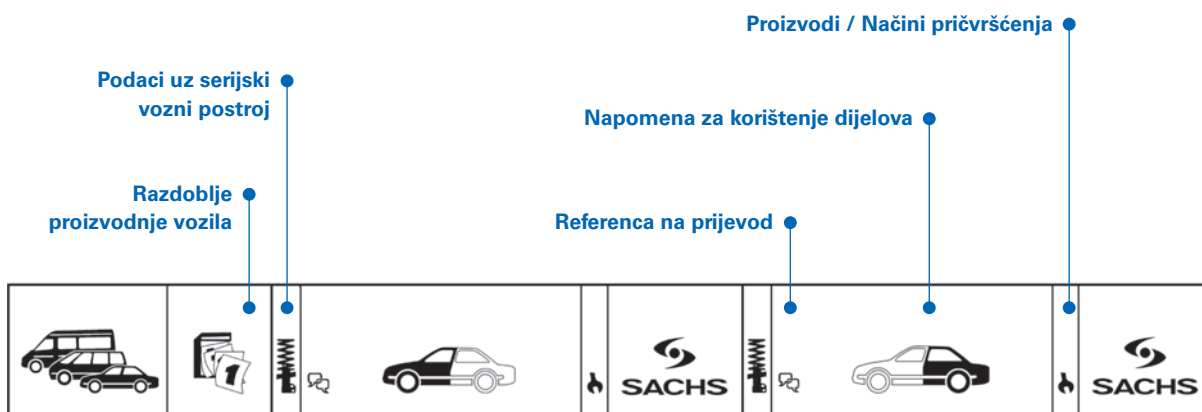 Proizvodi / Načini pričvršćenja
Podaci uz serijski
vozni postroj
Napomena za korištenje dijelova
Razdoblje
proizvodnje vozila
Referenca na prijevod
1
SACHS
SACHS